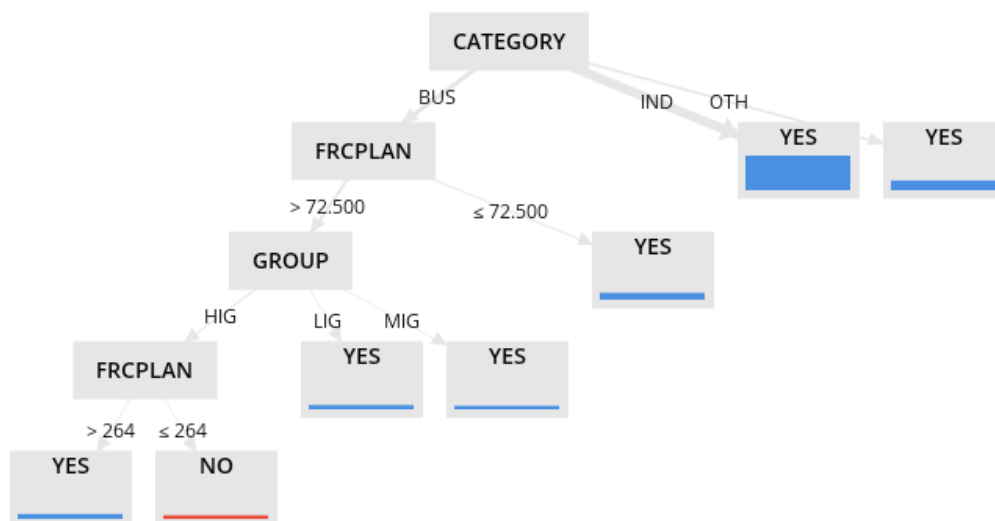 CATEGORY
BUS
IND
OTH
FRCPLAN
YES
YES
> 72.500
≤ 72.500
GROUP
YES
HIG
LIG
MIG
FRCPLAN
YES
YES
> 264
≤ 264
YES
NO